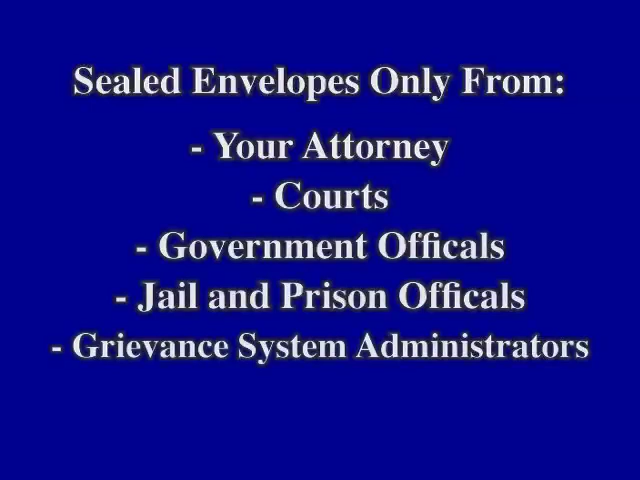 Sealed Envelopes Only From:
- Your Attorney
- Courts
- Government Officals
- Jail and Prison Officals
- Grievance System Administrators